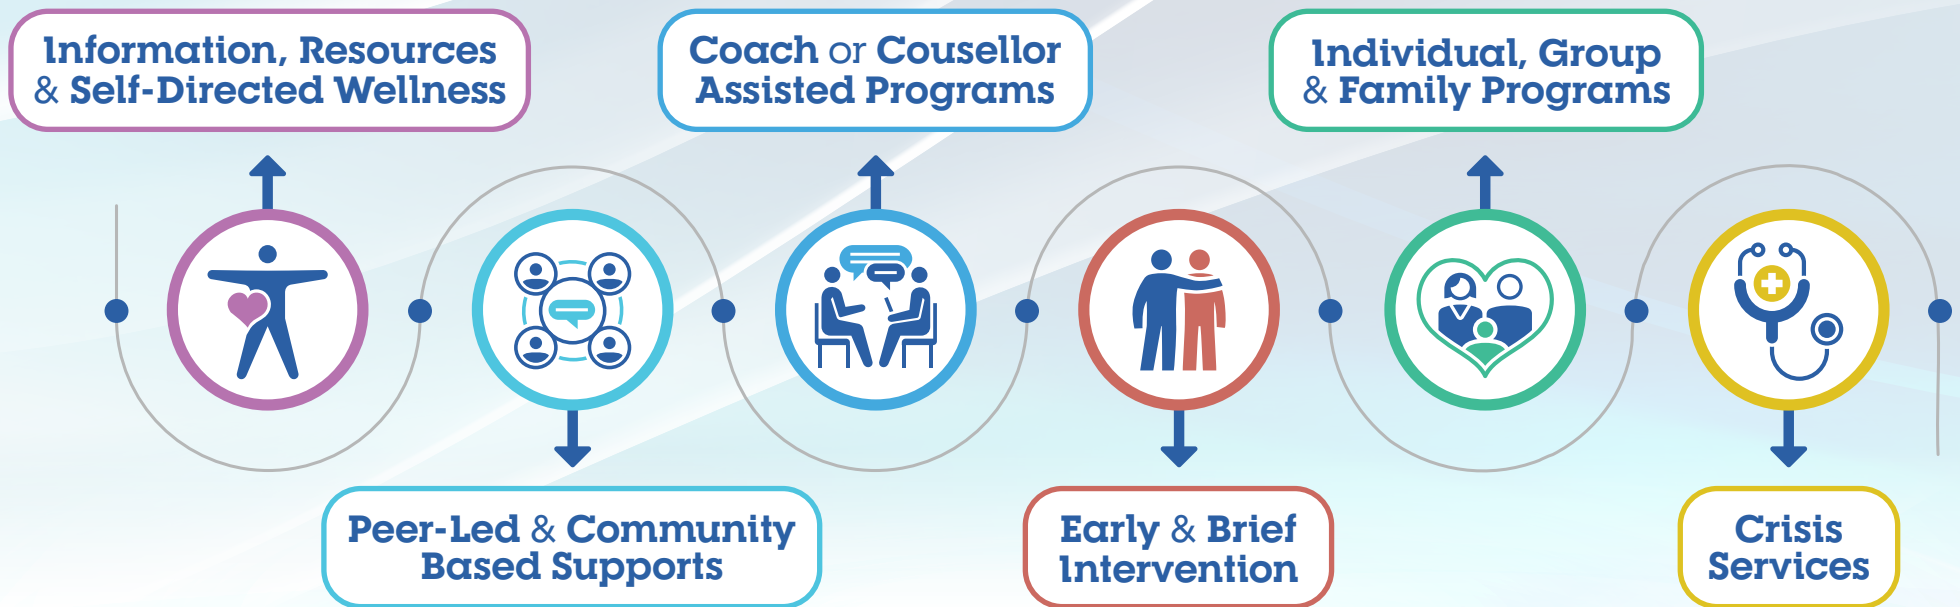 Information, Resources
& Self-Directed Wellness
Peer-Led & Community
Based Supports
Coach or Cousellor
Assisted Programs
Early & Brief
Intervention
Individual, Group
& Family Programs
Crisis
Services